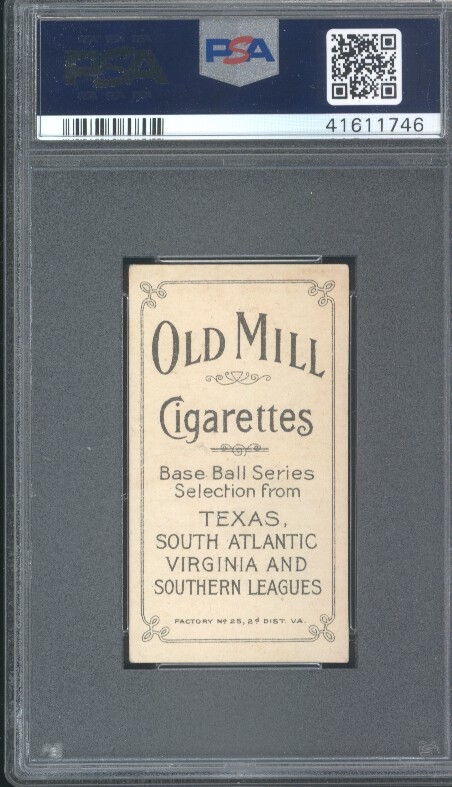 PSA
PSA
41611746
OLD MILL
Cigarettes
Base Ball Series
Selection from
TEXAS,
SOUTH ATLANTIC
VIRGINIA AND
SOUTHERN LEAGUES
FACTORY Nº 25, 2d DIST. VA.